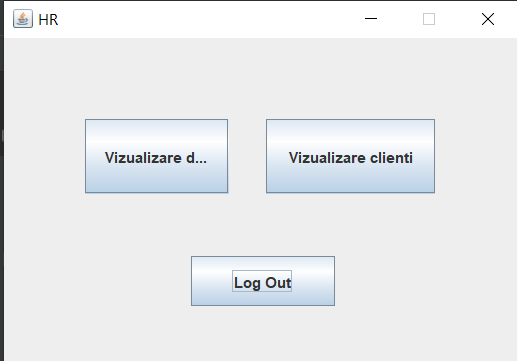 HR
Vizualizare d...
Vizualizare clienti
Log Out